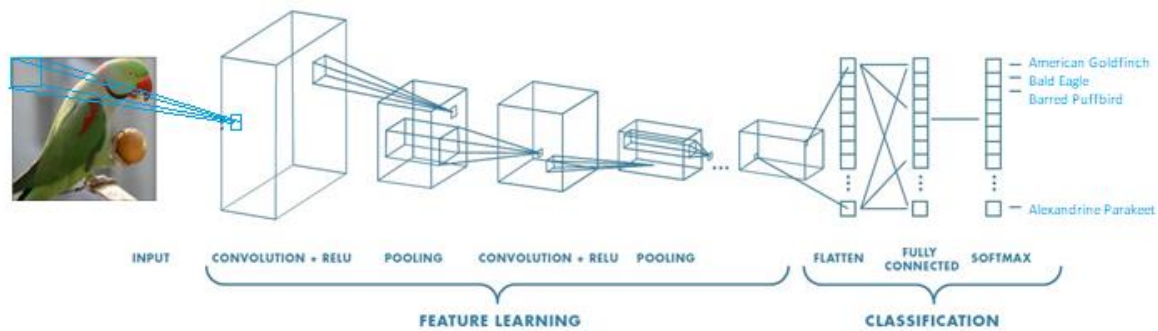 American Goldfinch
Bald Eagle
Barred Puffbird
...
Alexandrine Parakeet
INPUT
CONVOLUTION + RELU
POOLING
CONVOLUTION + RELU
POOLING
FLATTEN
FULLY
CONNECTED
SOFTMAX
FEATURE LEARNING
CLASSIFICATION